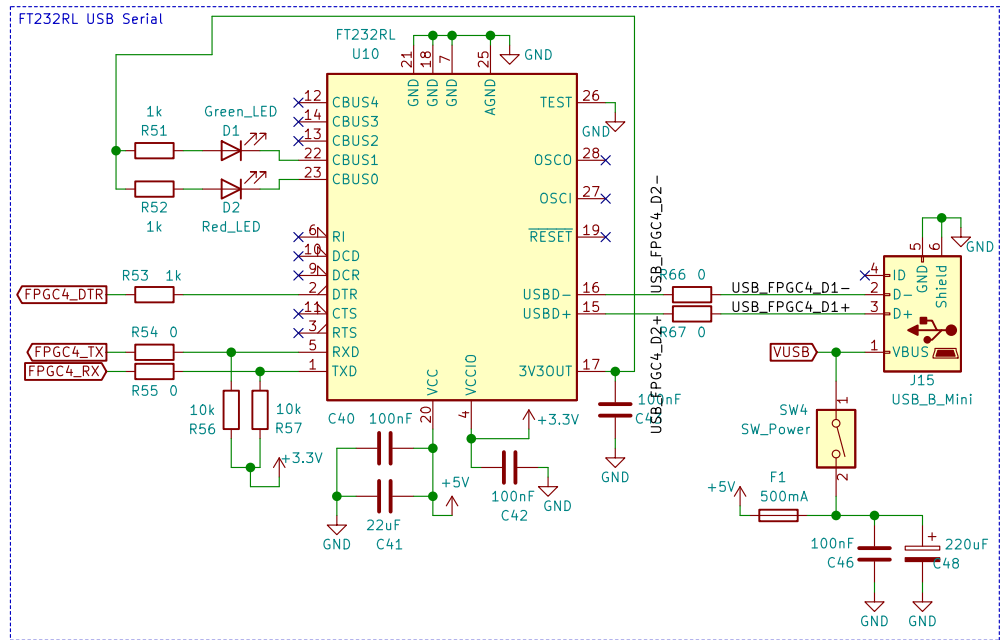 FT232RL USB Serial
FT232RL
U10
GND
21
18
7
25
GND
GND
GND
AGND
12
CBUS4
14
CBUS3
13
CBUS2
22
CBUS1
23
CBUS0
1k
R51
Green_LED
D1
R52
1k
D2
Red_LED
TEST
26
GND
OSCO
28
OSCI
27
RESET
19
6
RI
10
DCD
9
DCR
2
DTR
11
CTS
3
RTS
5
RXD
1
TXD
R53 1k
FPGC4_DTR
R54 0
FPGC4_TX
FPGC4_RX
R55 0
10k
R56
10k
R57
+3.3V
USBD-
16
USBD+
15
3V3OUT
17
USB_FPGC4_D2-
USB_FPGC4_D2+
R66 0
R67 0
USB_FPGC4_D1-
USB_FPGC4_D1+
VCC
20
VCCIO
4
C40
100nF
22uF
C41
GND
+5V
+3.3V
100nF
C42
GND
100nF
GND
5
6
GND
GND
Shield
4
ID
2
D-
3
D+
1
VBUS
J15
USB_B_Mini
VUSB
SW4
SW_Power
1
2
+5V
F1
500mA
100nF
C46
GND
+
220uF
C48
GND